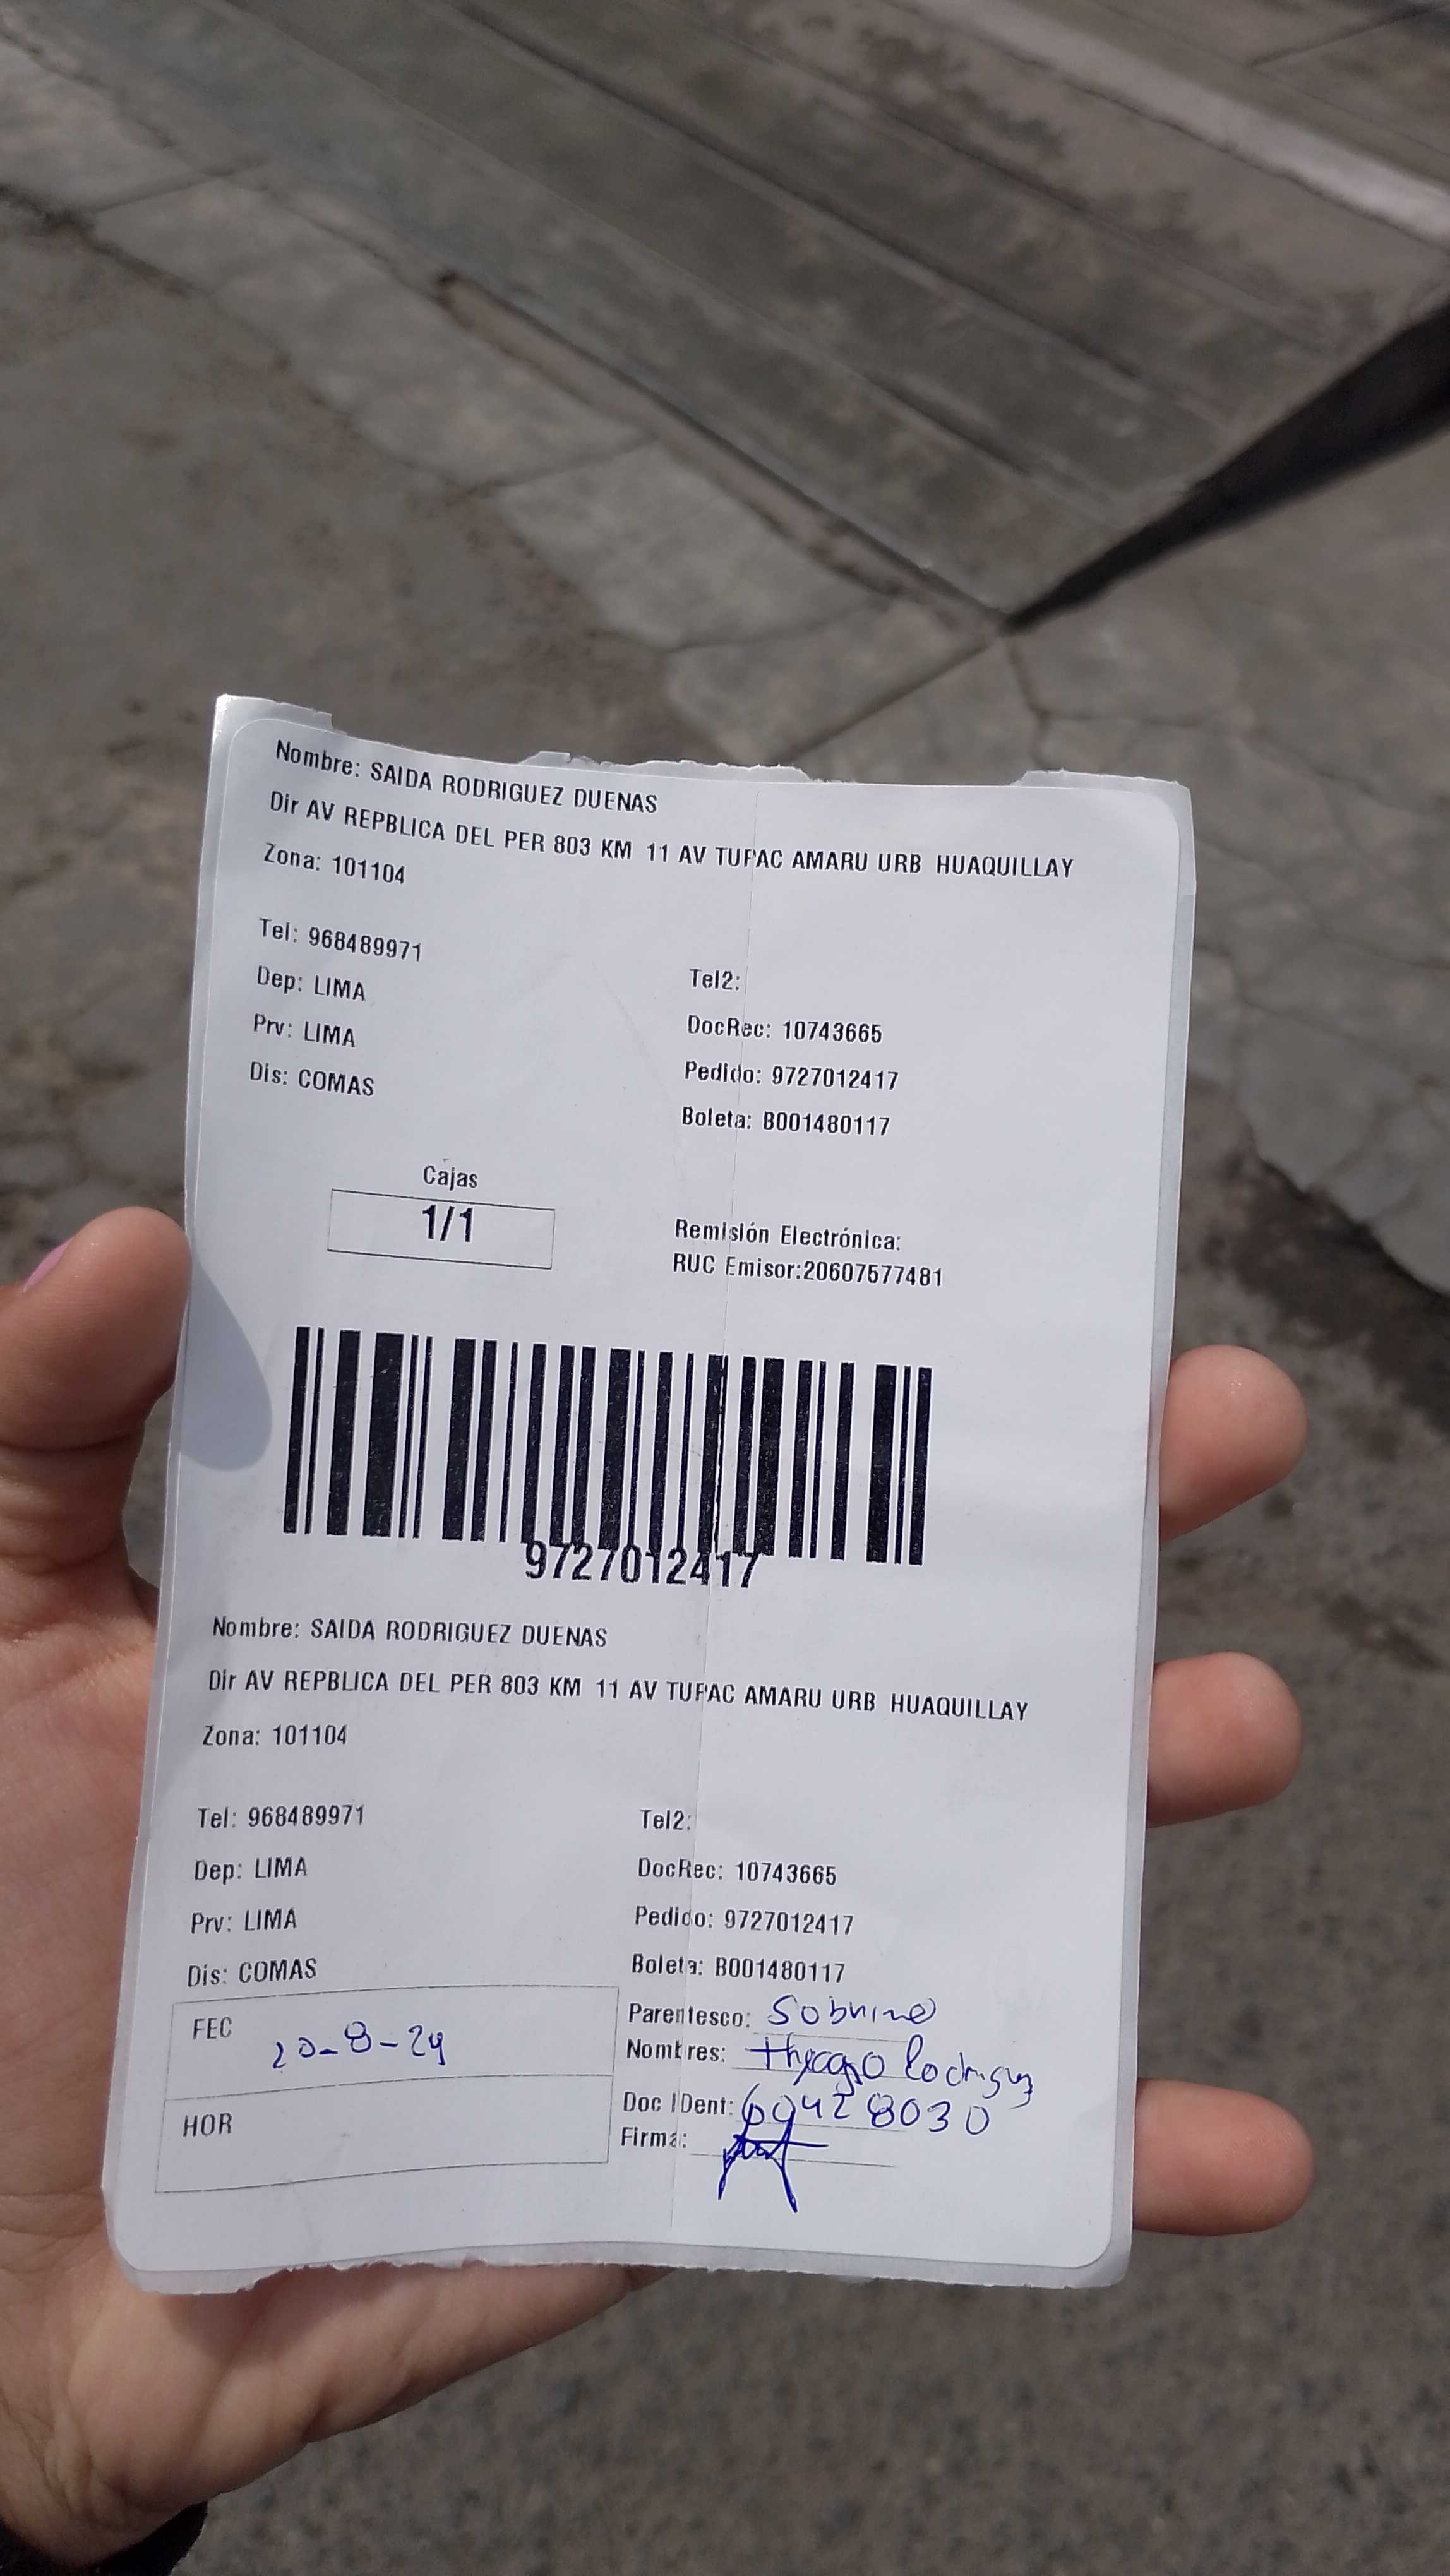 Nombre: SAIDA RODRIGUEZ DUENAS
Dir AV REPBLICA DEL PER 803 KM 11 AV TUPAC AMARU URB HUAQUILLAY
Zona: 101104
Tel: 968489971
Tel2:
Dep: LIMA
DocRec: 10743665
Prv: LIMA
Pedido: 9727012417
Dis: COMAS
Boleta: B001480117
Cajas
1/1
Remisión Electrónica:
RUC Emisor:20607577481
9727012417
Nombre: SAIDA RODRIGUEZ DUENAS
Dir AV REPBLICA DEL PER 803 KM 11 AV TUPAC AMARU URB HUAQUILLAY
Zona: 101104
Tel: 968489971
Tel2:
Dep: LIMA
DocRec: 10743665
Prv: LIMA
Pedido: 9727012417
Dis: COMAS
Boleta: B001480117
FEC 20-8-24
Parentesco: Sobrino
Nombres: thyago Rodriguez
HOR
Doc IDent: 60428030
Firma: